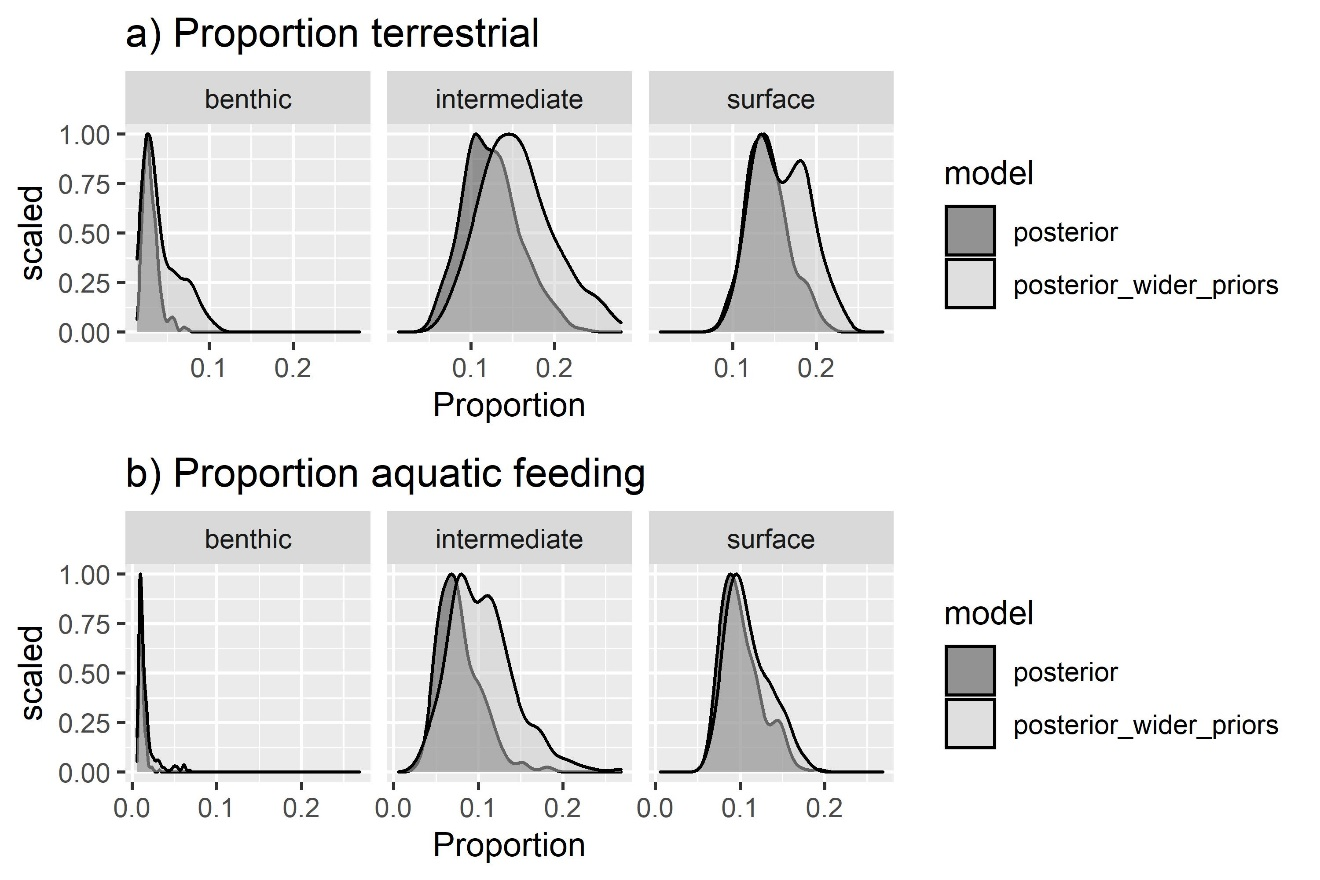 a) Proportion terrestrial
benthic intermediate surface
scaled
1.00
0.75
0.50
0.25
0.00
0.1 0.2 0.1 0.2 0.1 0.2
Proportion
model
posterior
posterior_wider_priors
b) Proportion aquatic feeding
benthic intermediate surface
scaled
1.00
0.75
0.50
0.25
0.00
0.0 0.1 0.2 0.0 0.1 0.2 0.0 0.1 0.2
Proportion
model
posterior
posterior_wider_priors